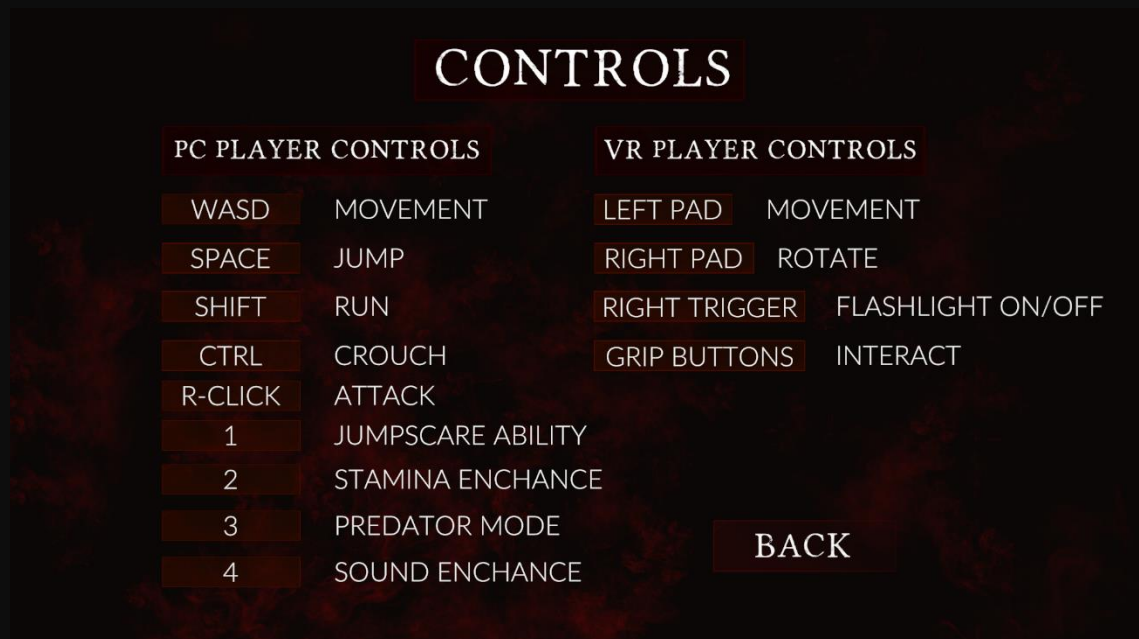 CONTROLS
PC PLAYER CONTROLS
WASD MOVEMENT
SPACE JUMP
SHIFT RUN
CTRL CROUCH
R-CLICK ATTACK
1 JUMPSCARE ABILITY
2 STAMINA ENCHANCE
3 PREDATOR MODE
4 SOUND ENCHANCE
VR PLAYER CONTROLS
LEFT PAD MOVEMENT
RIGHT PAD ROTATE
RIGHT TRIGGER FLASHLIGHT ON/OFF
GRIP BUTTONS INTERACT
BACK